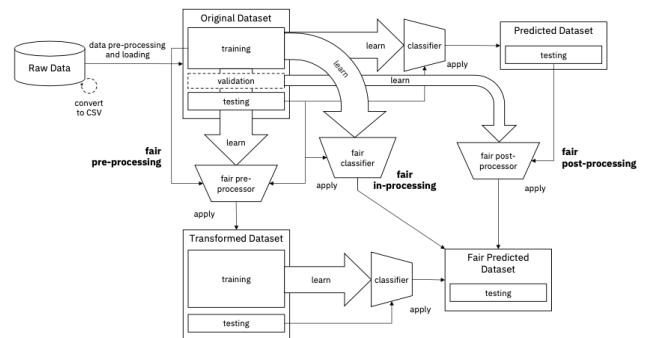 Original Dataset
training
validation
testing
Raw Data
data pre-processing
and loading
convert
to CSV
learn
classifier
apply
Predicted Dataset
testing
learn
learn
learn
fair
pre-processing
fair pre-
processor
apply
apply
fair
classifier
apply
fair
in-processing
fair post-
processor
apply
fair
post-processing
Transformed Dataset
training
testing
learn
classifier
apply
Fair Predicted
Dataset
testing